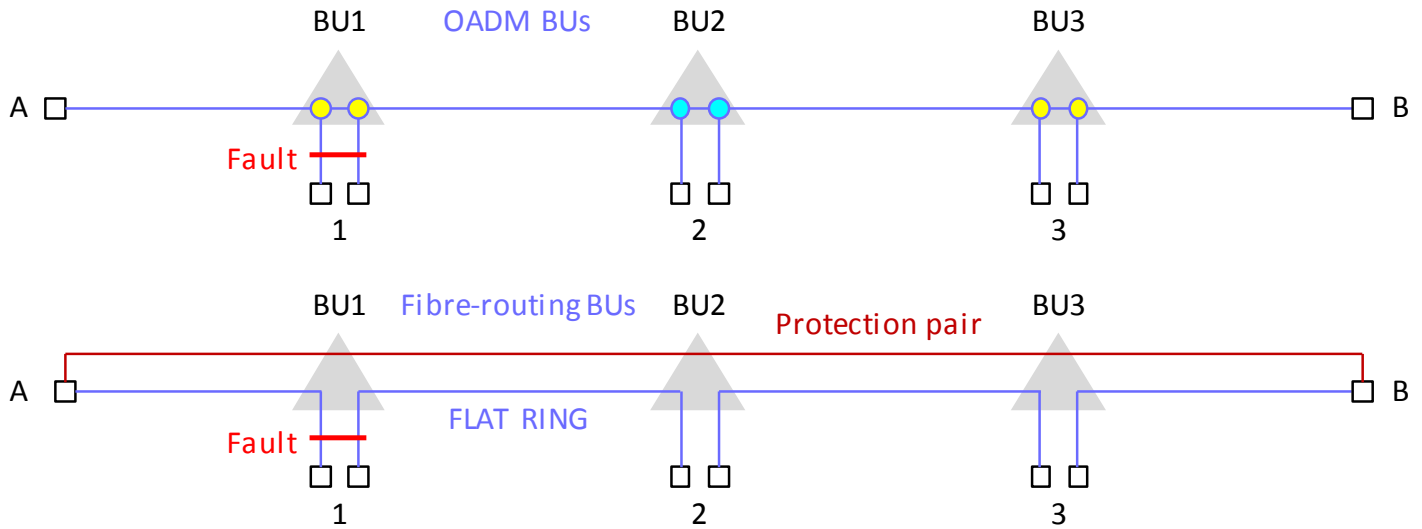 BU1 OADM BUs BU2 BU3
A B
Fault
1 2 3
BU1 Fibre-routing BUs BU2 Protection pair BU3
A B
FLAT RING
Fault
1 2 3